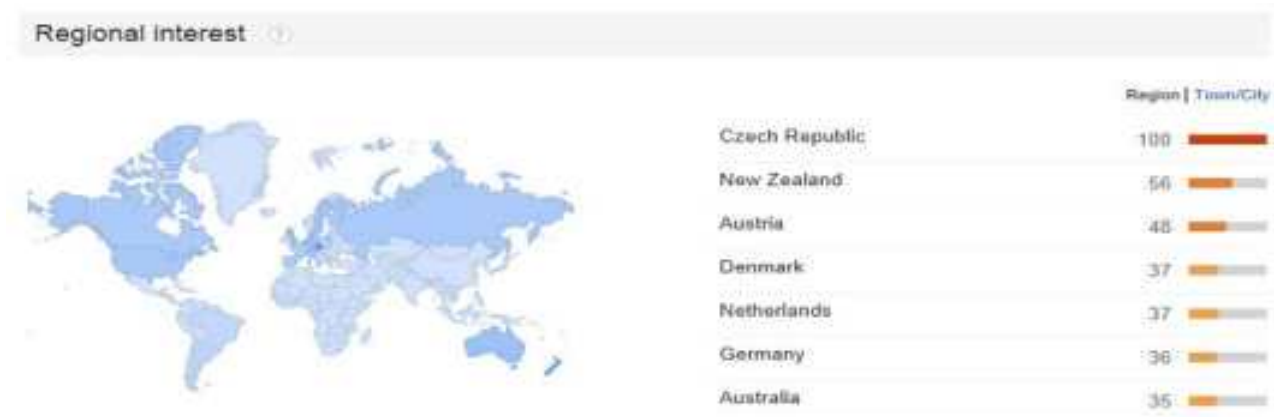 Regional interest ?
Region | Town/City
Czech Republic 100
New Zealand 56
Austria 48
Denmark 37
Netherlands 37
Germany 36
Australia 35